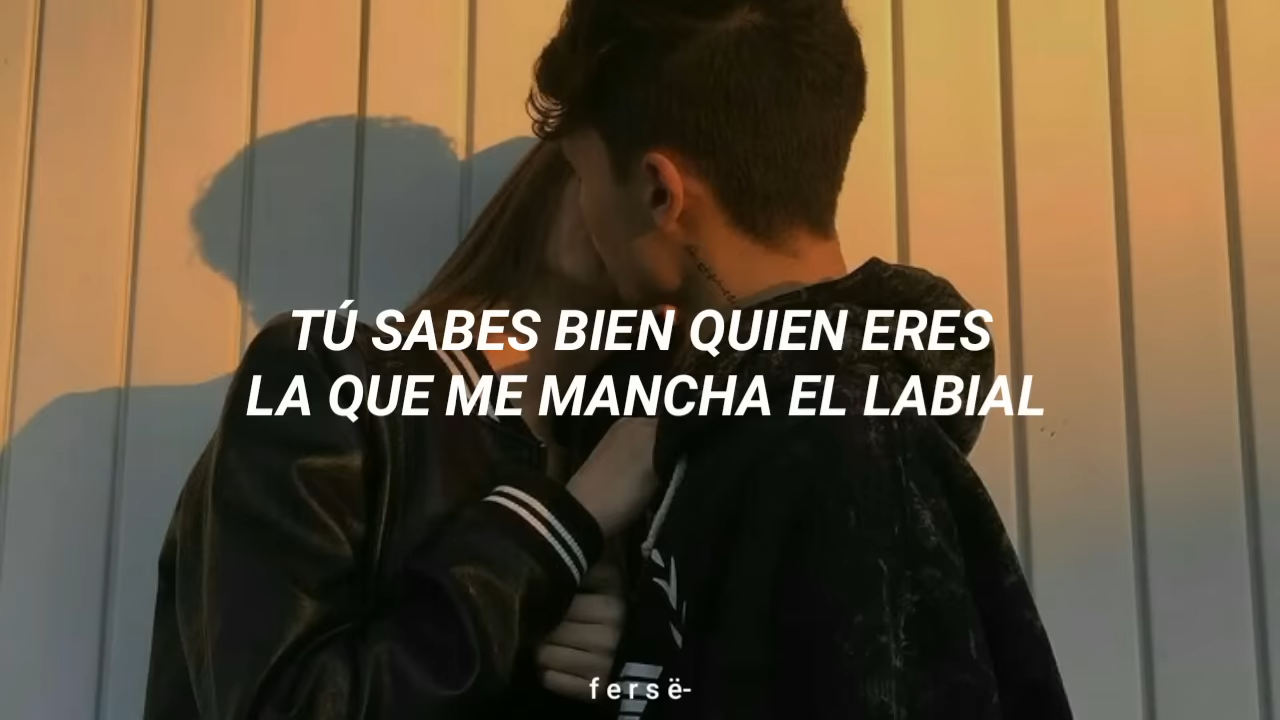 TÚ SABES BIEN QUIEN ERES
LA QUE ME MANCHA EL LABIAL
f e r s ë-